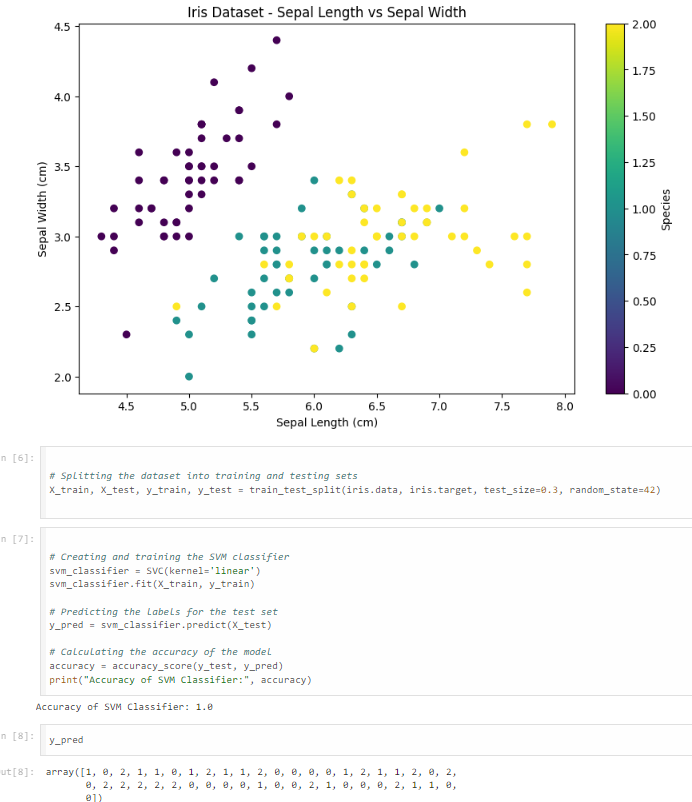 Iris Dataset - Sepal Length vs Sepal Width
4.5
4.0
3.5
3.0
2.5
2.0
Sepal Width (cm)
4.5 5.0 5.5 6.0 6.5 7.0 7.5 8.0
Sepal Length (cm)
2.00
1.75
1.50
1.25
1.00
0.75
0.50
0.25
0.00
Species
n [6]:
# Splitting the dataset into training and testing sets
X_train, X_test, y_train, y_test = train_test_split(iris.data, iris.target, test_size=0.3, random_state=42)
n [7]:
# Creating and training the SVM classifier
svm_classifier = SVC(kernel='linear')
svm_classifier.fit(X_train, y_train)
# Predicting the labels for the test set
y_pred = svm_classifier.predict(X_test)
# Calculating the accuracy of the model
accuracy = accuracy_score(y_test, y_pred)
print("Accuracy of SVM Classifier:", accuracy)
Accuracy of SVM Classifier: 1.0
n [8]:
y_pred
ut[8]:
array([1, 0, 2, 1, 1, 0, 1, 2, 1, 1, 2, 0, 0, 0, 0, 1, 2, 1, 1, 2, 0, 2,
0, 2, 2, 2, 2, 2, 0, 0, 0, 0, 1, 0, 0, 2, 1, 0, 0, 0, 2, 1, 1, 0,
0])